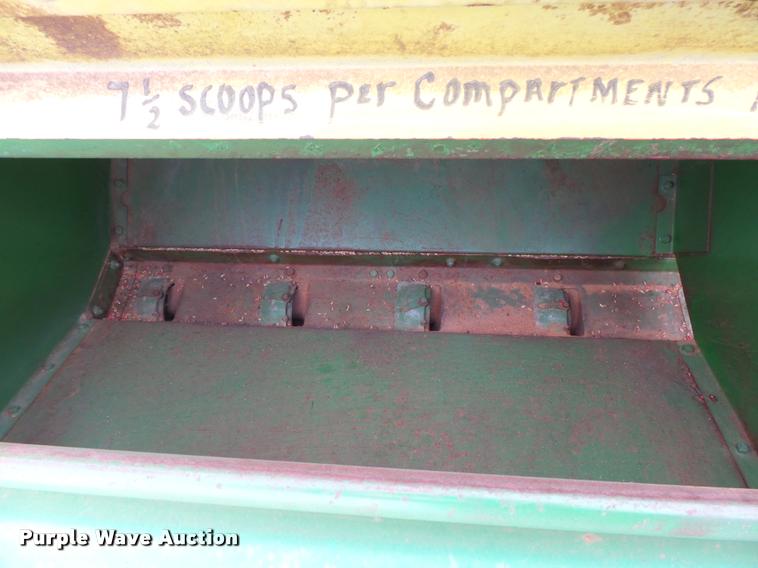 7 1/2 SCOOPS Per CompartMENTS
Purple Wave Auction